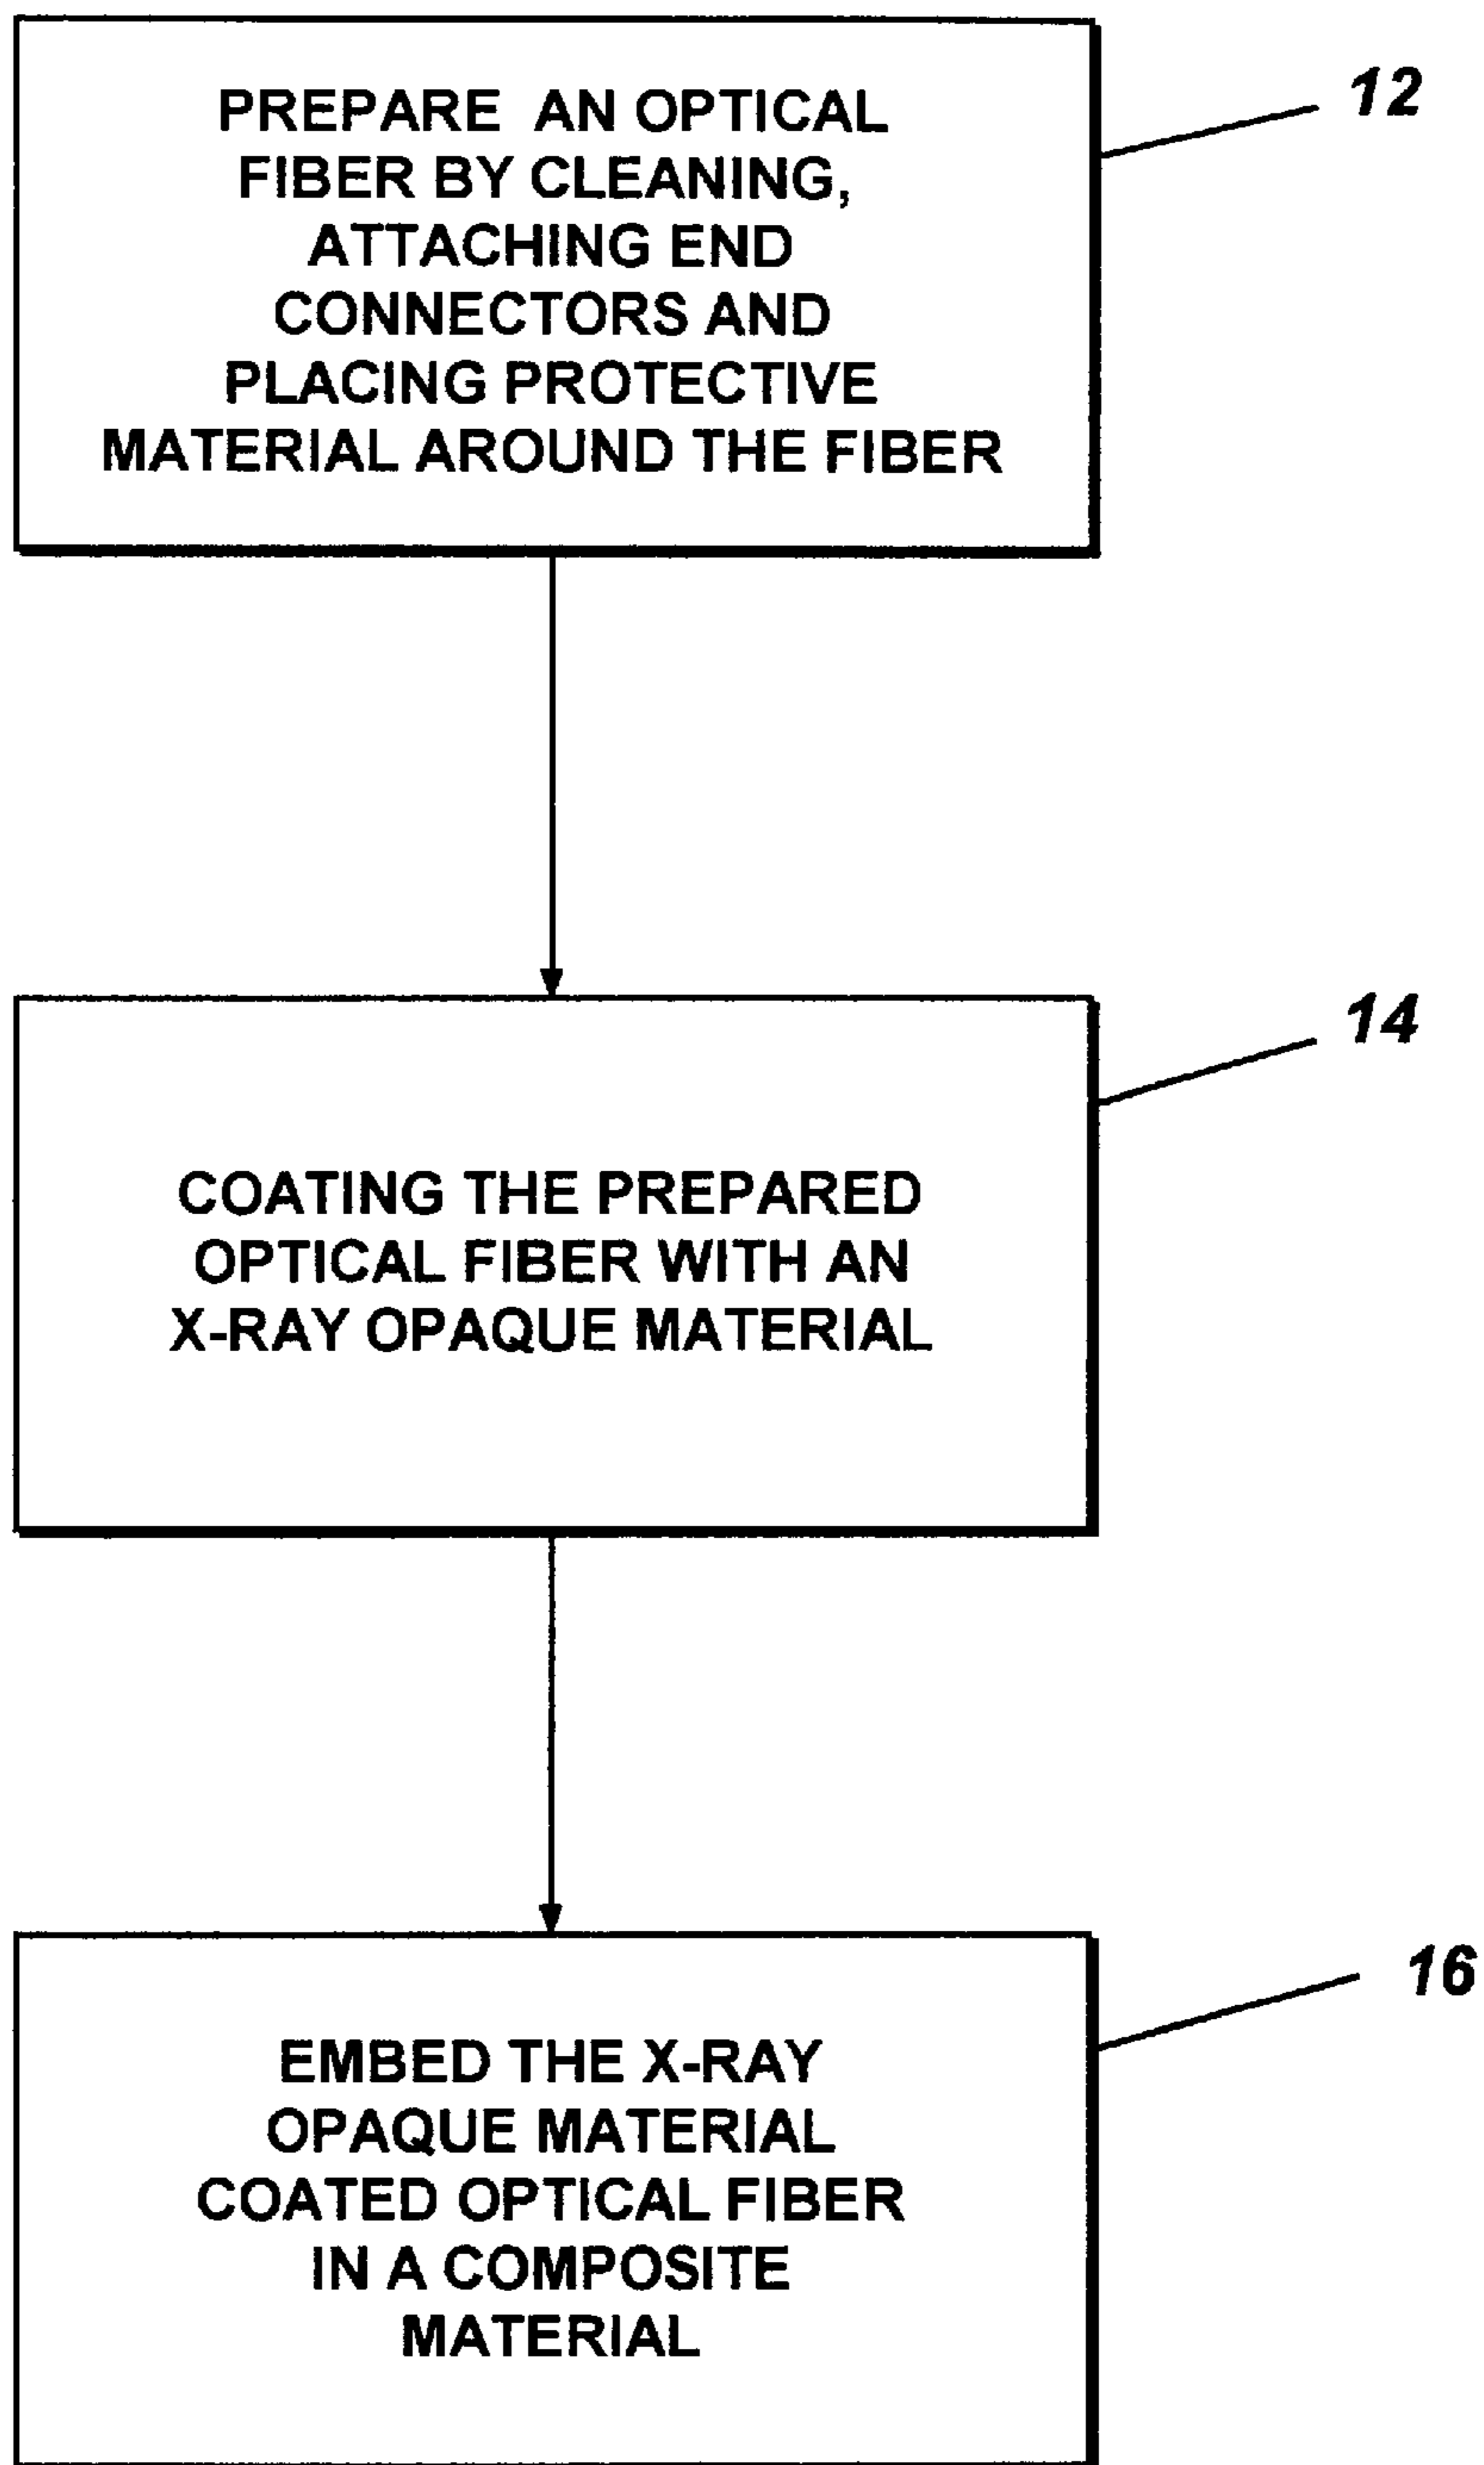 PREPARE AN OPTICAL
FIBER BY CLEANING,
ATTACHING END
CONNECTORS AND
PLACING PROTECTIVE
MATERIAL AROUND THE FIBER
12
COATING THE PREPARED
OPTICAL FIBER WITH AN
X-RAY OPAQUE MATERIAL
14
EMBED THE X-RAY
OPAQUE MATERIAL
COATED OPTICAL FIBER
IN A COMPOSITE
MATERIAL
16